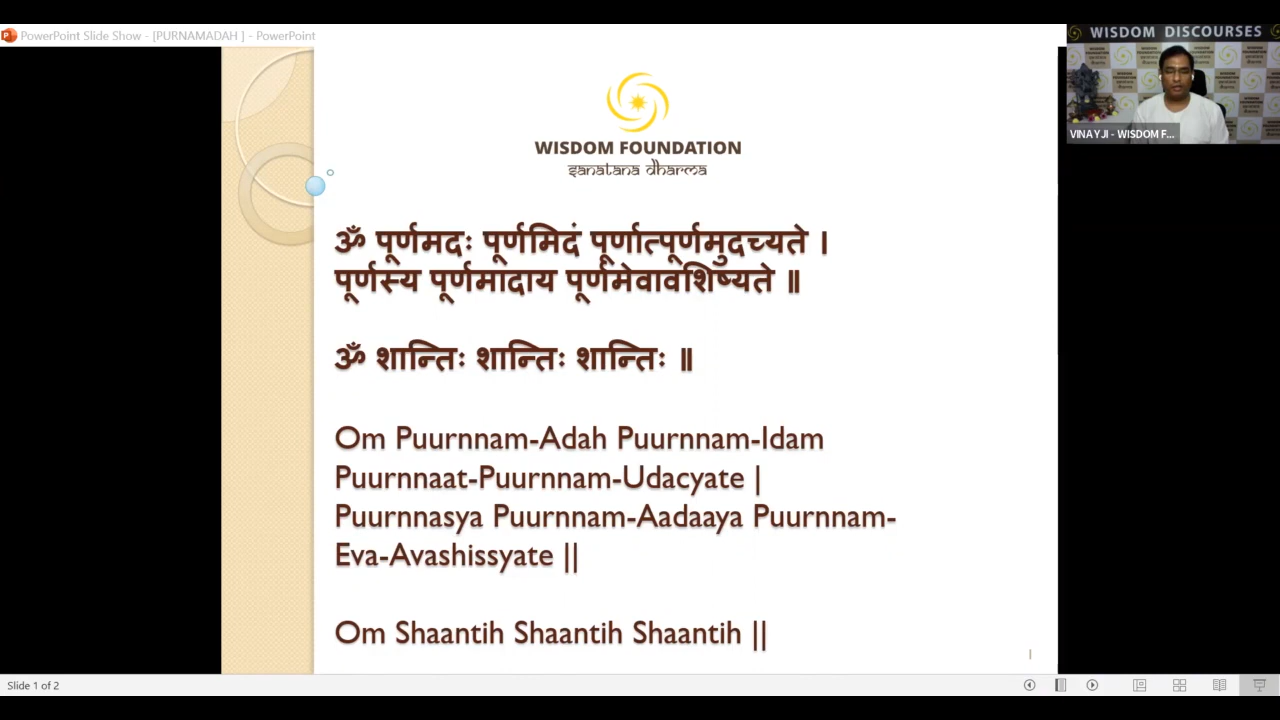 PowerPoint Slide Show - [PURNAMADAH ] - PowerPoint
WISDOM DISCOURSES
VINAYJI - WISDOM F...
WISDOM FOUNDATION
sanatana dharma
ॐ पूर्णमदः पूर्णमिदं पूर्णात्पूर्णमुदच्यते ।
पूर्णस्य पूर्णमादाय पूर्णमेवावशिष्यते ॥
ॐ शान्तिः शान्तिः शान्तिः ॥
Om Puurnnam-Adah Puurnnam-Idam
Puurnnaat-Puurnnam-Udacyate |
Puurnnasya Puurnnam-Aadaaya Puurnnam-
Eva-Avashissyate ||
Om Shaantih Shaantih Shaantih ||
1
Slide 1 of 2